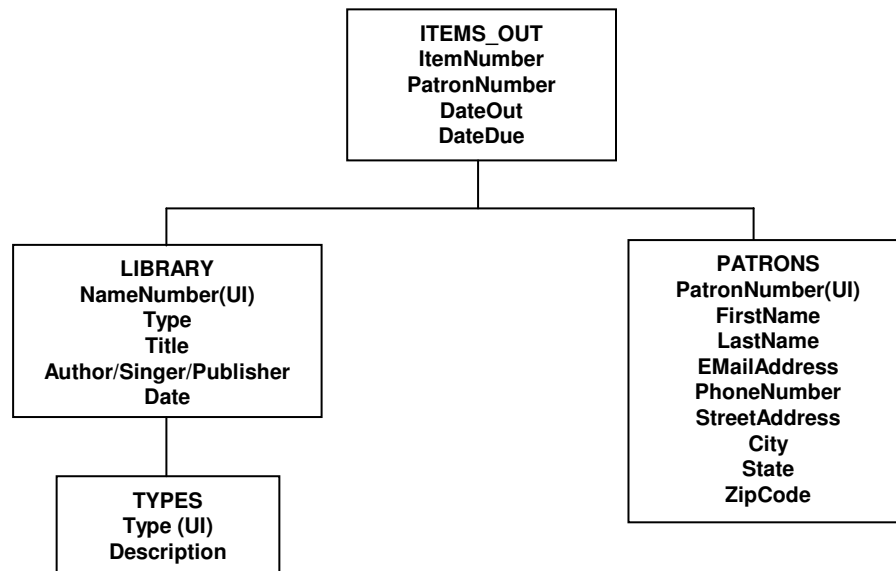 ITEMS_OUT
ItemNumber
PatronNumber
DateOut
DateDue
LIBRARY
NameNumber(UI)
Type
Title
Author/Singer/Publisher
Date
PATRONS
PatronNumber(UI)
FirstName
LastName
EMailAddress
PhoneNumber
StreetAddress
City
State
ZipCode
TYPES
Type (UI)
Description